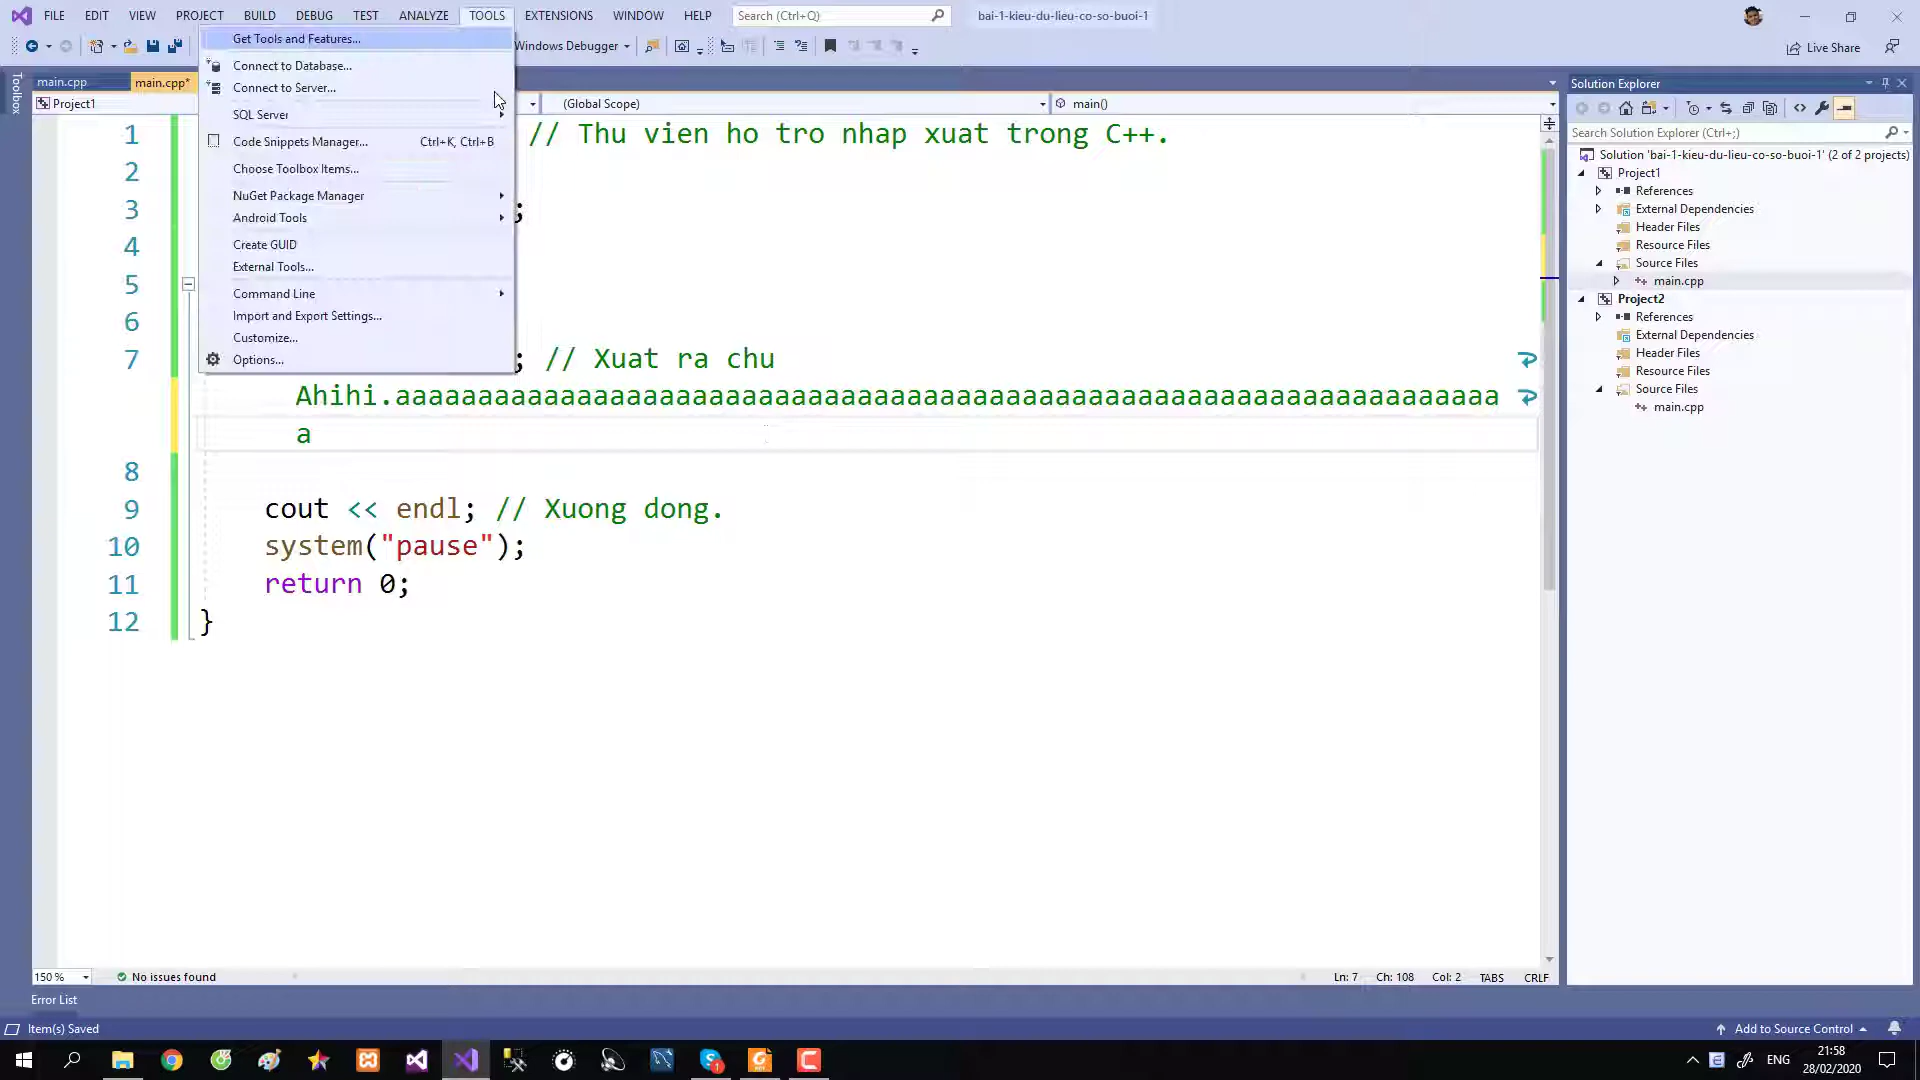 FILE EDIT VIEW PROJECT BUILD DEBUG TEST ANALYZE TOOLS EXTENSIONS WINDOW HELP Search (Ctrl+Q) bai-1-kieu-du-lieu-co-so-buoi-1
Windows Debugger Live Share
Get Tools and Features...
Connect to Database...
Connect to Server...
SQL Server
Code Snippets Manager... Ctrl+K, Ctrl+B
Choose Toolbox Items...
NuGet Package Manager
Android Tools
Create GUID
External Tools...
Command Line
Import and Export Settings...
Customize...
Options...
Toolbox
main.cpp main.cpp*
Project1 (Global Scope) main()
1 // Thu vien ho tro nhap xuat trong C++.
2
3 ;
4
5
6
7 ; // Xuat ra chu
Ahihi.aaaaaaaaaaaaaaaaaaaaaaaaaaaaaaaaaaaaaaaaaaaaaaaaaaaaaaaaaaaaaaaaaaa
a
8
9 cout << endl; // Xuong dong.
10 system("pause");
11 return 0;
12 }
150 % No issues found Ln: 7 Ch: 108 Col: 2 TABS CRLF
Solution Explorer
Search Solution Explorer (Ctrl+;)
Solution 'bai-1-kieu-du-lieu-co-so-buoi-1' (2 of 2 projects)
Project1
References
External Dependencies
Header Files
Resource Files
Source Files
main.cpp
Project2
References
External Dependencies
Header Files
Resource Files
Source Files
main.cpp
Error List
Item(s) Saved Add to Source Control
ENG
21:58
28/02/2020